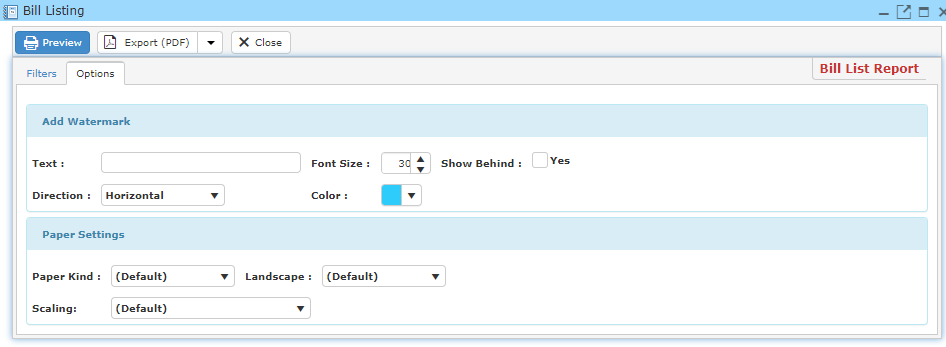 Bill Listing
Preview Export (PDF) Close
Filters Options Bill List Report
Add Watermark
Text : Font Size : 30 Show Behind : Yes
Direction : Horizontal Color :
Paper Settings
Paper Kind : (Default) Landscape : (Default)
Scaling: (Default)